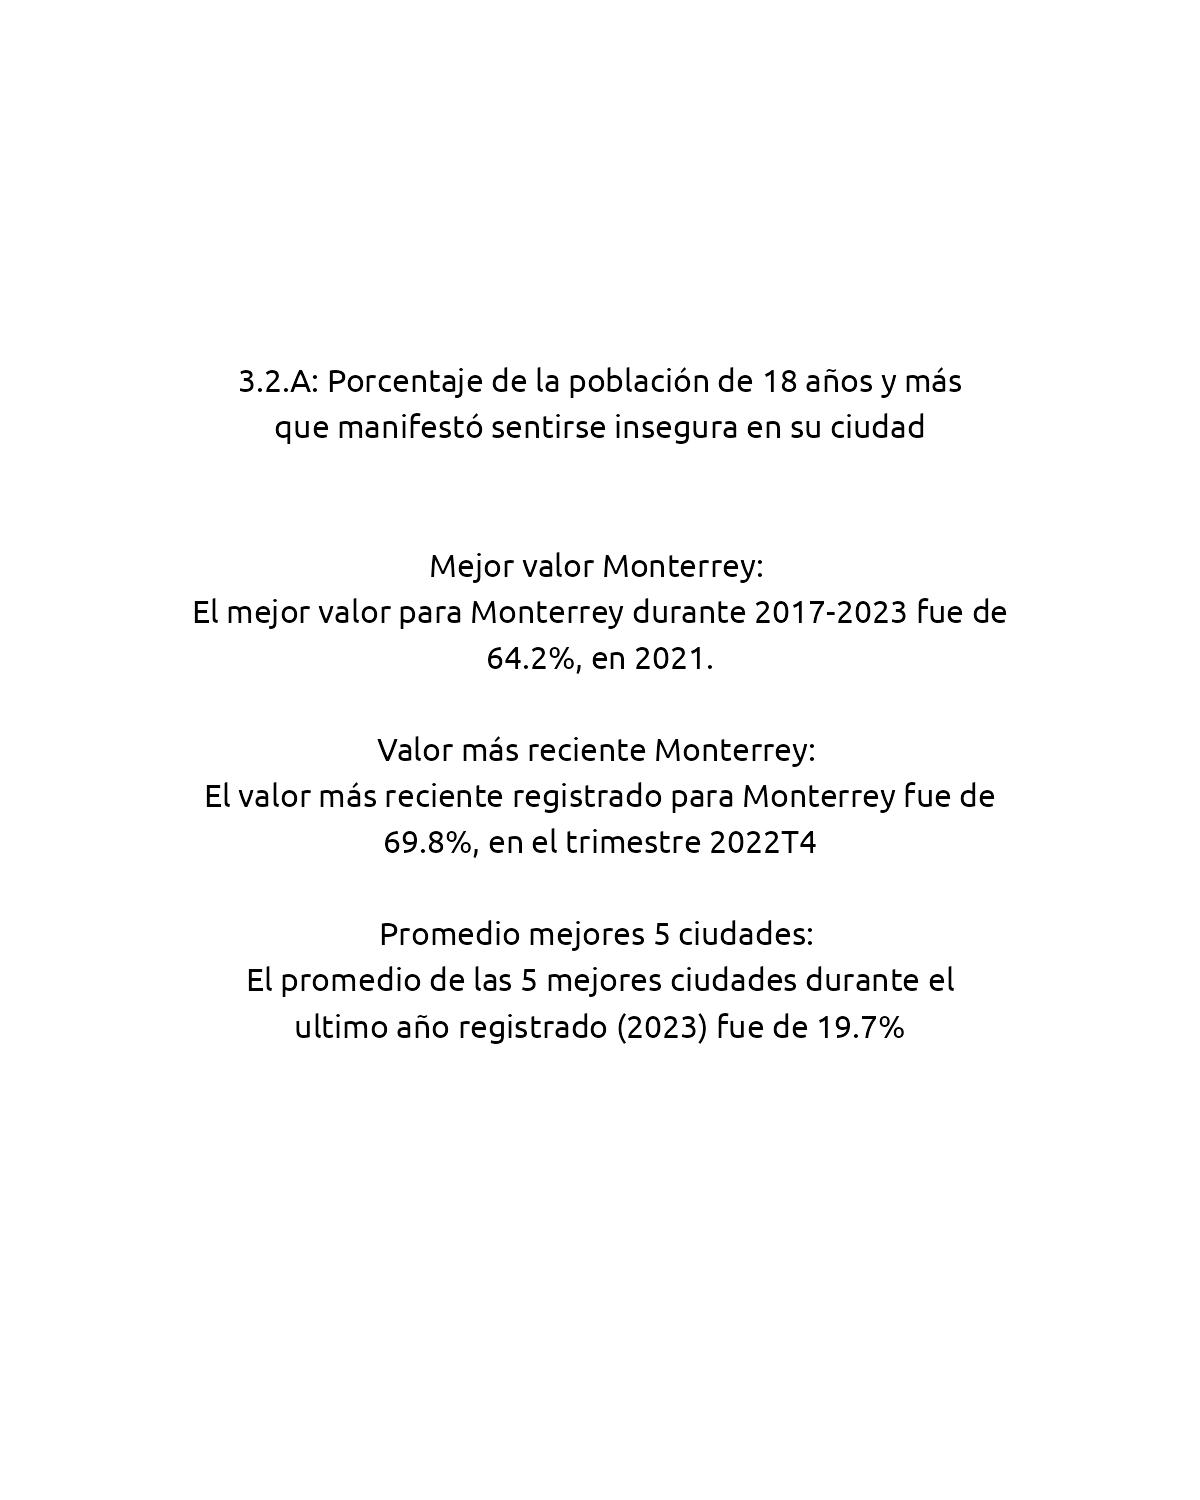 3.2.A: Porcentaje de la población de 18 años y más
que manifestó sentirse insegura en su ciudad
Mejor valor Monterrey:
El mejor valor para Monterrey durante 2017-2023 fue de
64.2%, en 2021.
Valor más reciente Monterrey:
El valor más reciente registrado para Monterrey fue de
69.8%, en el trimestre 2022T4
Promedio mejores 5 ciudades:
El promedio de las 5 mejores ciudades durante el
ultimo año registrado (2023) fue de 19.7%